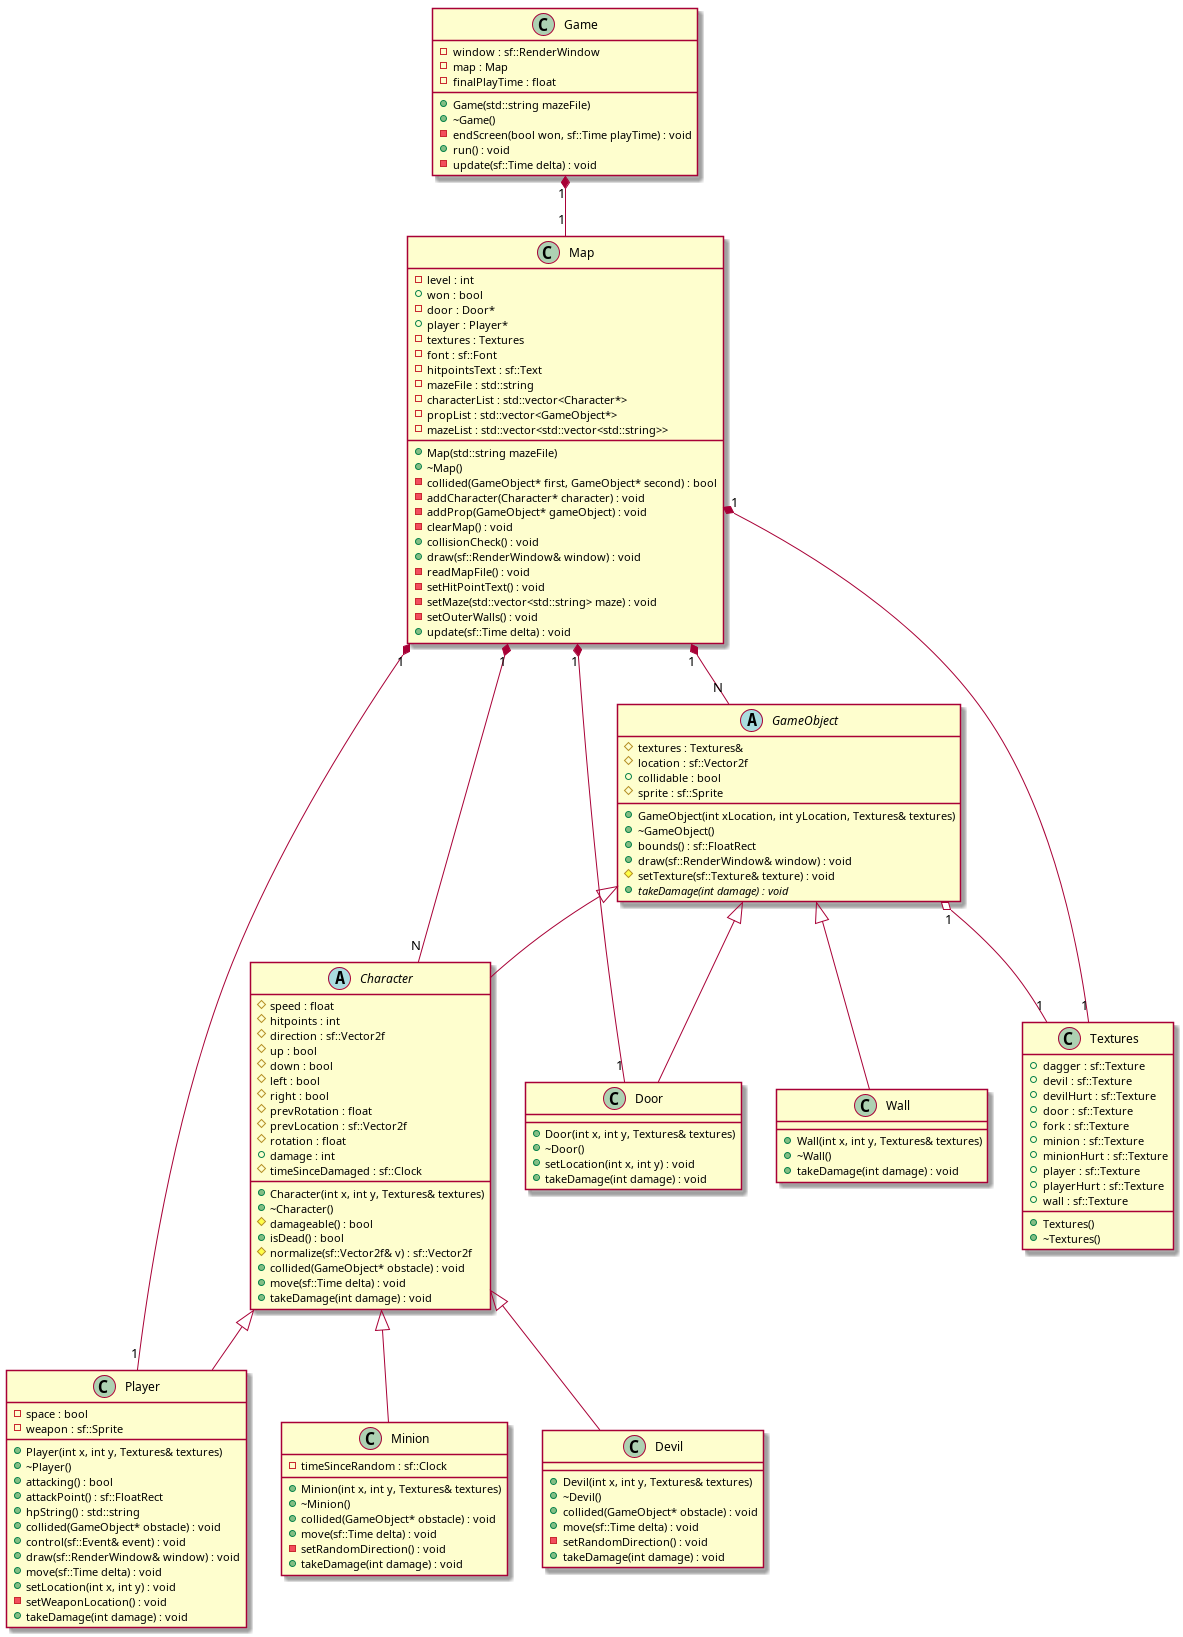 C Game
window : sf::RenderWindow
map : Map
finalPlayTime : float
Game(std::string mazeFile)
~Game()
endScreen(bool won, sf::Time playTime) : void
run() : void
update(sf::Time delta) : void
1
1
C Map
level : int
won : bool
door : Door*
player : Player*
textures : Textures
font : sf::Font
hitpointsText : sf::Text
mazeFile : std::string
characterList : std::vector<Character*>
propList : std::vector<GameObject*>
mazeList : std::vector<std::vector<std::string>>
Map(std::string mazeFile)
~Map()
collided(GameObject* first, GameObject* second) : bool
addCharacter(Character* character) : void
addProp(GameObject* gameObject) : void
clearMap() : void
collisionCheck() : void
draw(sf::RenderWindow& window) : void
readMapFile() : void
setHitPointText() : void
setMaze(std::vector<std::string> maze) : void
setOuterWalls() : void
update(sf::Time delta) : void
1
1
1
1
1
N
A GameObject
textures : Textures&
location : sf::Vector2f
collidable : bool
sprite : sf::Sprite
GameObject(int xLocation, int yLocation, Textures& textures)
~GameObject()
bounds() : sf::FloatRect
draw(sf::RenderWindow& window) : void
setTexture(sf::Texture& texture) : void
takeDamage(int damage) : void
1
N
A Character
speed : float
hitpoints : int
direction : sf::Vector2f
up : bool
down : bool
left : bool
right : bool
prevRotation : float
prevLocation : sf::Vector2f
rotation : float
damage : int
timeSinceDamaged : sf::Clock
Character(int x, int y, Textures& textures)
~Character()
damageable() : bool
isDead() : bool
normalize(sf::Vector2f& v) : sf::Vector2f
collided(GameObject* obstacle) : void
move(sf::Time delta) : void
takeDamage(int damage) : void
1
C Door
Door(int x, int y, Textures& textures)
~Door()
setLocation(int x, int y) : void
takeDamage(int damage) : void
C Wall
Wall(int x, int y, Textures& textures)
~Wall()
takeDamage(int damage) : void
1
1
C Textures
dagger : sf::Texture
devil : sf::Texture
devilHurt : sf::Texture
door : sf::Texture
fork : sf::Texture
minion : sf::Texture
minionHurt : sf::Texture
player : sf::Texture
playerHurt : sf::Texture
wall : sf::Texture
Textures()
~Textures()
1
C Player
space : bool
weapon : sf::Sprite
Player(int x, int y, Textures& textures)
~Player()
attacking() : bool
attackPoint() : sf::FloatRect
hpString() : std::string
collided(GameObject* obstacle) : void
control(sf::Event& event) : void
draw(sf::RenderWindow& window) : void
move(sf::Time delta) : void
setLocation(int x, int y) : void
setWeaponLocation() : void
takeDamage(int damage) : void
C Minion
timeSinceRandom : sf::Clock
Minion(int x, int y, Textures& textures)
~Minion()
collided(GameObject* obstacle) : void
move(sf::Time delta) : void
setRandomDirection() : void
takeDamage(int damage) : void
C Devil
Devil(int x, int y, Textures& textures)
~Devil()
collided(GameObject* obstacle) : void
move(sf::Time delta) : void
setRandomDirection() : void
takeDamage(int damage) : void